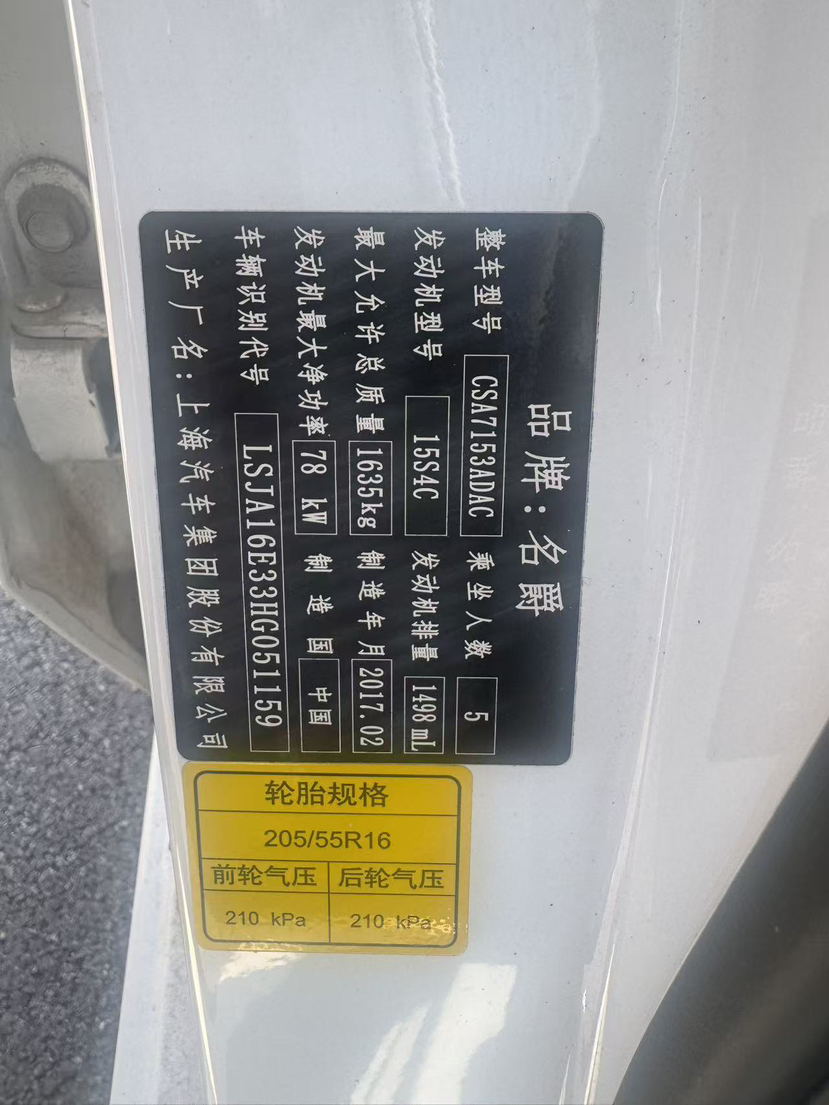 品牌:名爵
整车型号 CSA7153ADAC 乘坐人数 5
发动机型号 15S4C 发动机排量 1498mL
最大允许总质量 1635kg 制造年月 2017.02
发动机最大净功率 78 kW 制造国 中国
车辆识别代号 LSJA16E33HG051159
生产厂名:上海汽车集团股份有限公司
轮胎规格
205/55R16
前轮气压 后轮气压
210 kPa 210 kPa